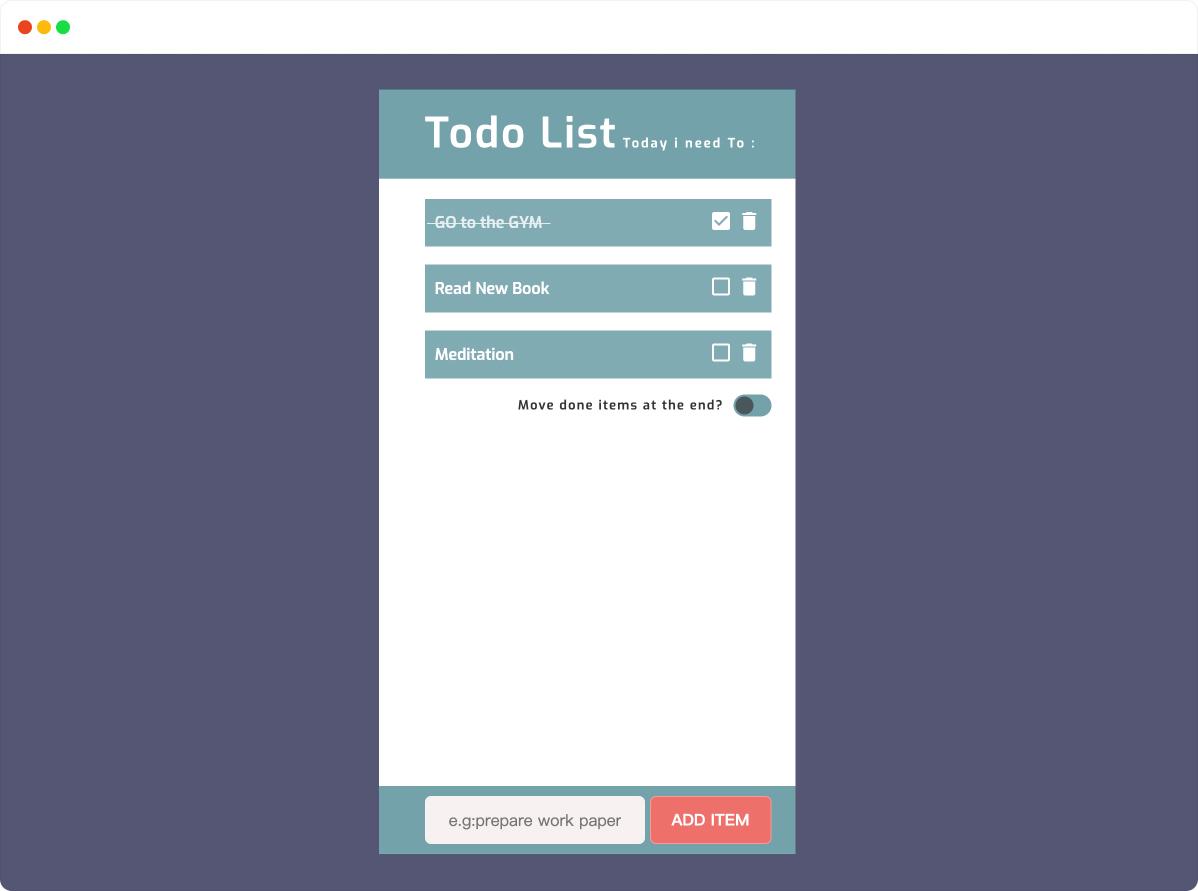 Todo List Today i need To :
GO to the GYM
Read New Book
Meditation
Move done items at the end?
e.g:prepare work paper ADD ITEM